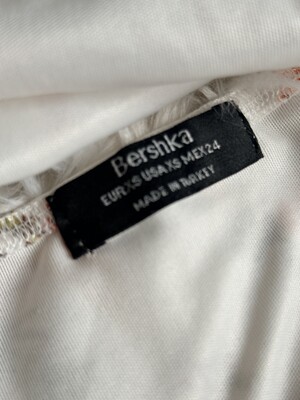 Bershka
EUR XS USA XS MEX 24
MADE IN TURKEY